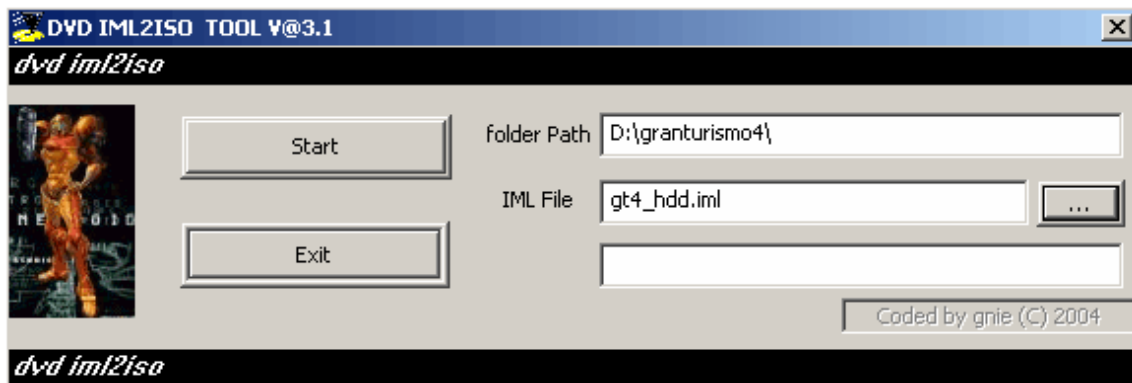 DVD IML2ISO TOOL V@3.1
dvd iml2iso
Start
folder Path
D:\granturismo4\
IML File
gt4_hdd.iml
...
Exit
Coded by gnie (C) 2004
dvd iml2iso